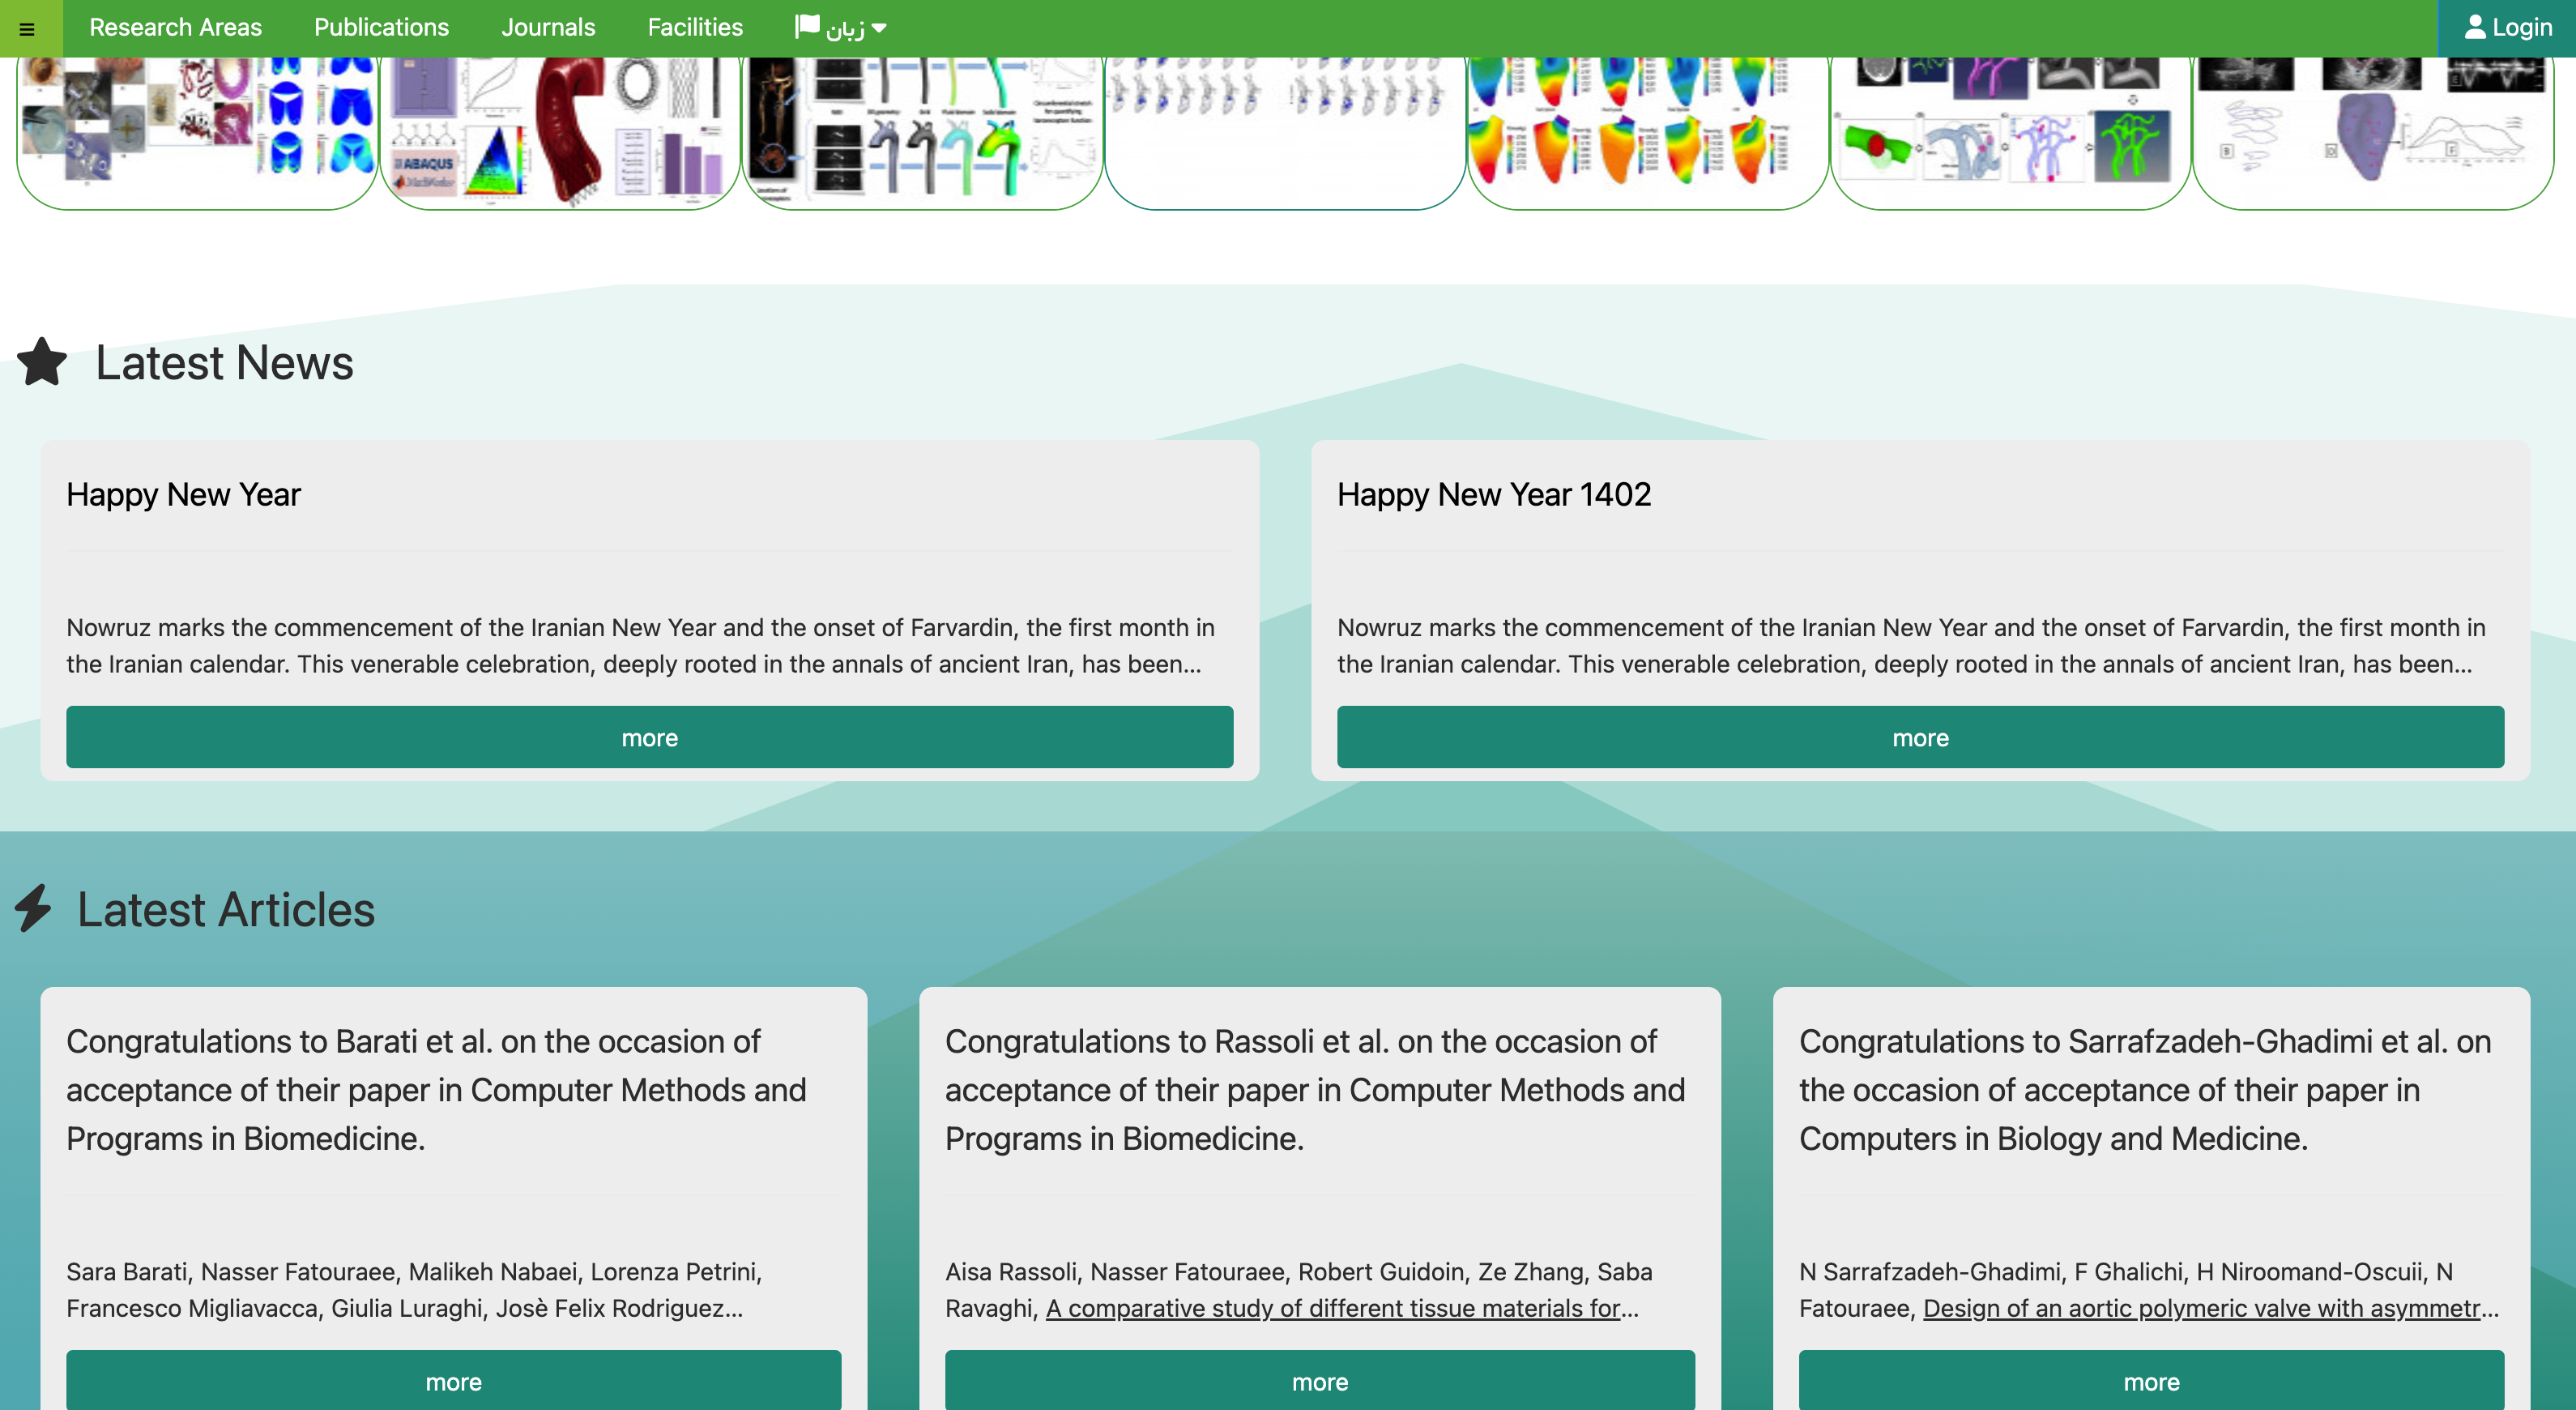 Research Areas
Publications
Journals
Facilities
زبان
Login
ABAQUS
Latest News
Happy New Year
Nowruz marks the commencement of the Iranian New Year and the onset of Farvardin, the first month in
the Iranian calendar. This venerable celebration, deeply rooted in the annals of ancient Iran, has been...
more
Happy New Year 1402
Nowruz marks the commencement of the Iranian New Year and the onset of Farvardin, the first month in
the Iranian calendar. This venerable celebration, deeply rooted in the annals of ancient Iran, has been...
more
Latest Articles
Congratulations to Barati et al. on the occasion of
acceptance of their paper in Computer Methods and
Programs in Biomedicine.
Sara Barati, Nasser Fatouraee, Malikeh Nabaei, Lorenza Petrini,
Francesco Migliavacca, Giulia Luraghi, Josè Felix Rodriguez...
more
Congratulations to Rassoli et al. on the occasion of
acceptance of their paper in Computer Methods and
Programs in Biomedicine.
Aisa Rassoli, Nasser Fatouraee, Robert Guidoin, Ze Zhang, Saba
Ravaghi, A comparative study of different tissue materials for...
more
Congratulations to Sarrafzadeh-Ghadimi et al. on
the occasion of acceptance of their paper in
Computers in Biology and Medicine.
N Sarrafzadeh-Ghadimi, F Ghalichi, H Niroomand-Oscuii, N
Fatouraee, Design of an aortic polymeric valve with asymmetr...
more